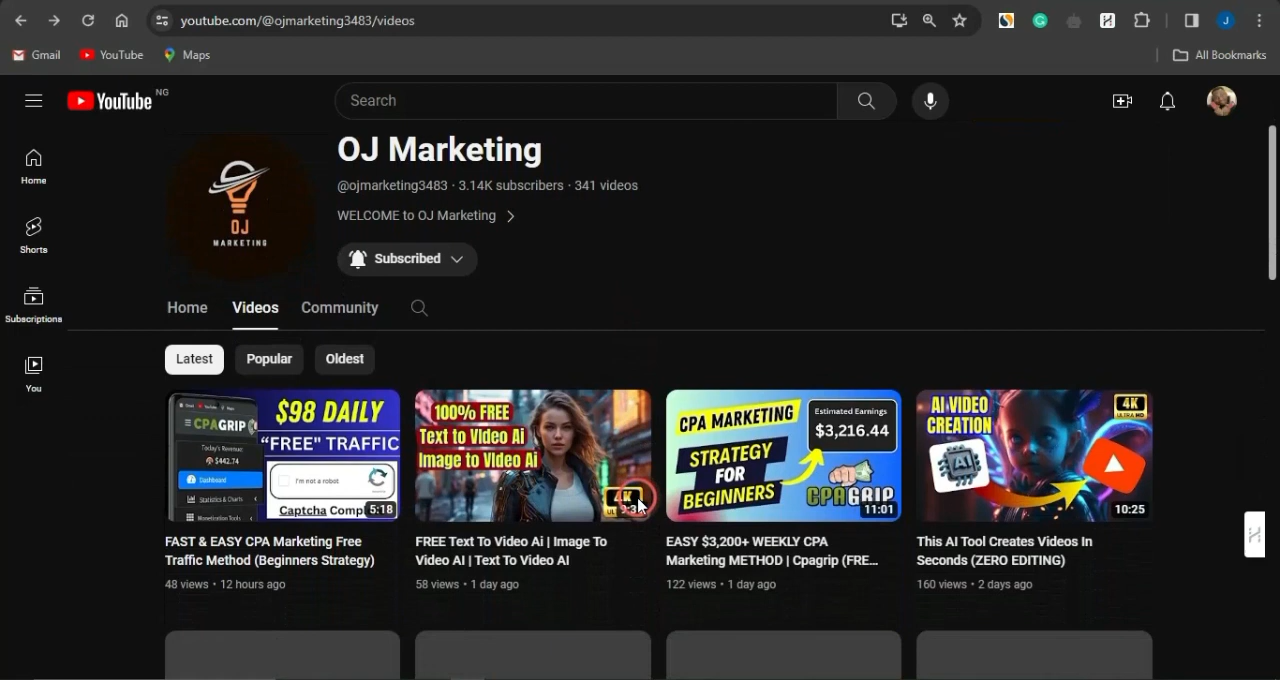 youtube.com/@ojmarketing3483/videos
J
Gmail
YouTube
Maps
All Bookmarks
YouTube NG
Search
Home
Shorts
Subscriptions
You
OJ
MARKETING
OJ Marketing
@ojmarketing3483 · 3.14K subscribers · 341 videos
WELCOME to OJ Marketing
Subscribed
Home
Videos
Community
Latest
Popular
Oldest
CPAGRIP
Today's Revenue:
$442.74
Dashboard
Statistics & Charts
Monetization Tools
$98 DAILY
"FREE" TRAFFIC
I'm not a robot
5:18
FAST & EASY CPA Marketing Free
Traffic Method (Beginners Strategy)
48 views • 12 hours ago
100% FREE
Text to Video Ai
Image to Video Ai
4K
FREE Text To Video Ai | Image To
Video AI | Text To Video AI
58 views • 1 day ago
CPA MARKETING
STRATEGY
FOR
BEGINNERS
Estimated Earnings
$3,216.44
CPAGRIP
11:01
EASY $3,200+ WEEKLY CPA
Marketing METHOD | Cpagrip (FRE...
122 views • 1 day ago
AI VIDEO
CREATION
AI
4K
ULTRA HD
10:25
This AI Tool Creates Videos In
Seconds (ZERO EDITING)
160 views • 2 days ago